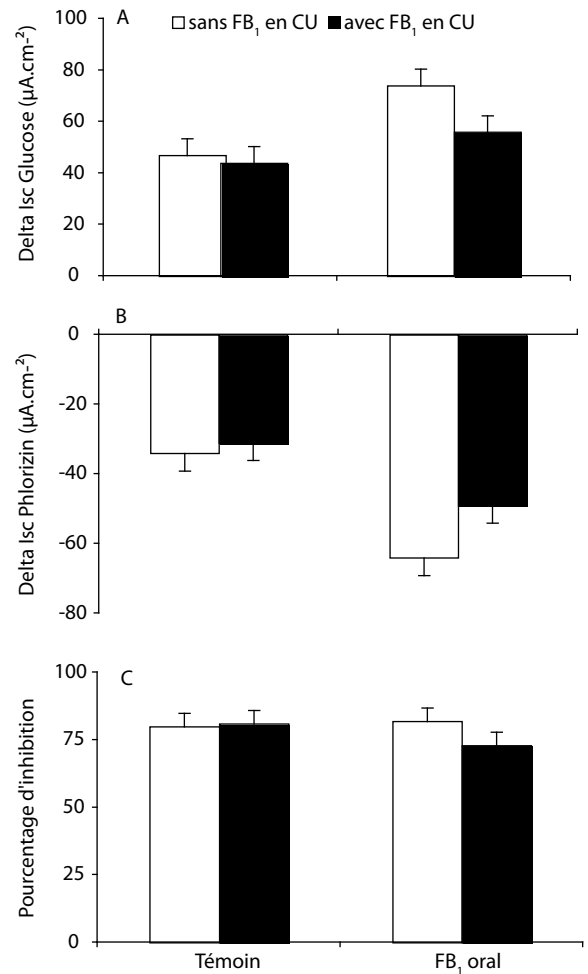 □ sans FB₁ en CU ■ avec FB₁ en CU
A
Delta Isc Glucose (µA.cm-²)
100
80
60
40
20
0
B
Delta Isc Phlorizin (µA.cm-²)
0
-20
-40
-60
-80
C
Pourcentage d'inhibition
100
75
50
25
0
Témoin
FB₁ oral